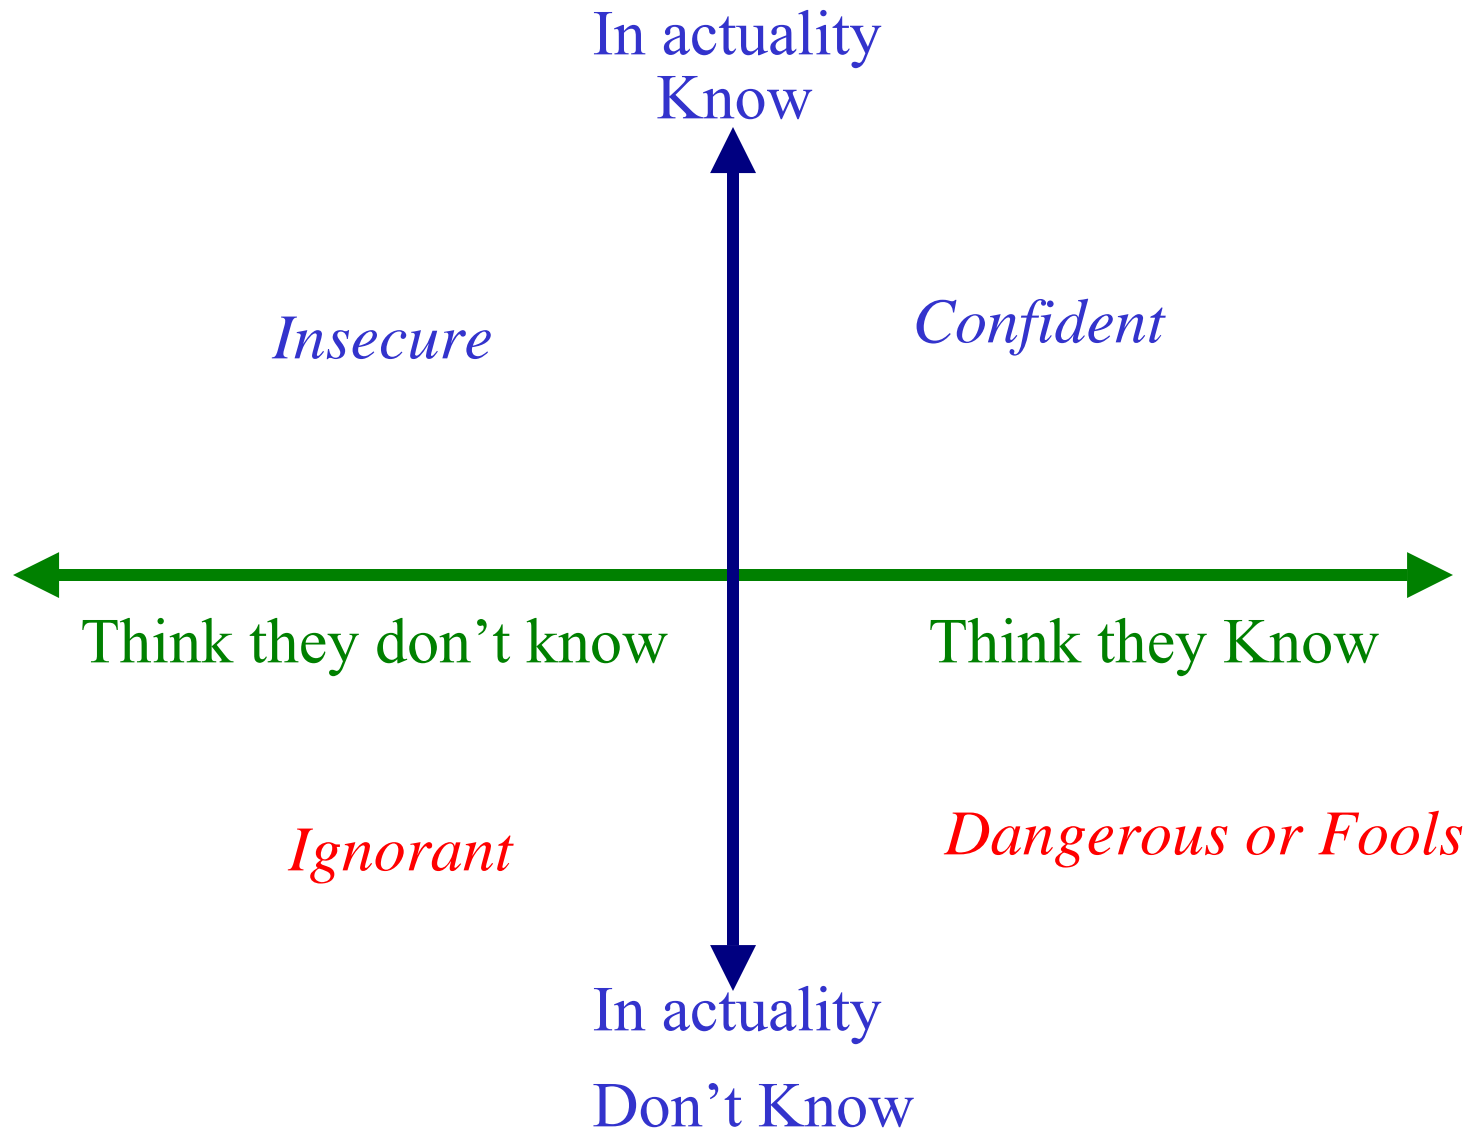 In actuality
Know
Insecure
Confident
Think they don’t know
Think they Know
Ignorant
Dangerous or Fools
In actuality
Don’t Know